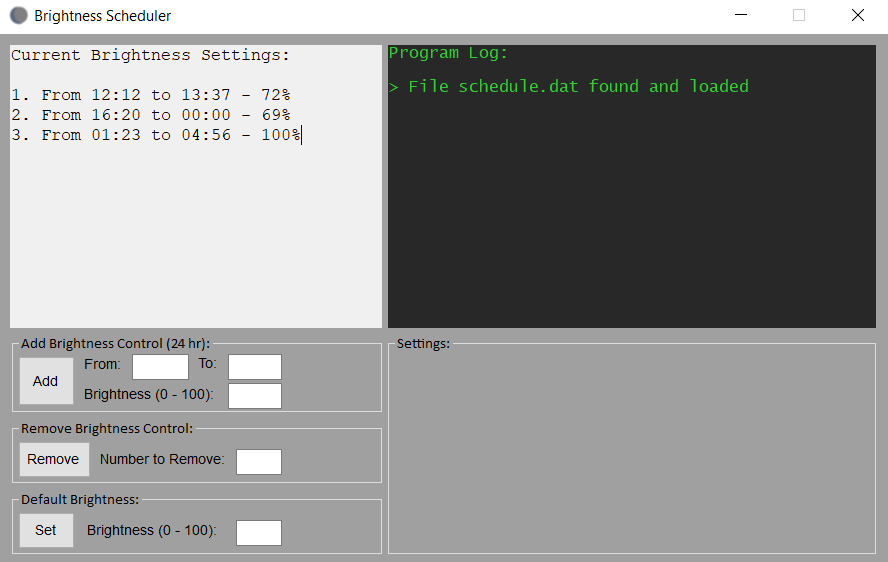 Brightness Scheduler
Current Brightness Settings:
1. From 12:12 to 13:37 - 72%
2. From 16:20 to 00:00 - 69%
3. From 01:23 to 04:56 - 100%
Program Log:
> File schedule.dat found and loaded
Add Brightness Control (24 hr):
Add
From:
To:
Brightness (0 - 100):
Remove Brightness Control:
Remove
Number to Remove:
Default Brightness:
Set
Brightness (0 - 100):
Settings: